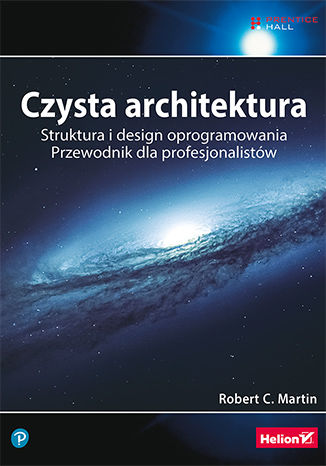 PRENTICE
HALL
Czysta architektura
Struktura i design oprogramowania
Przewodnik dla profesjonalistów
Robert C. Martin
P
Helion